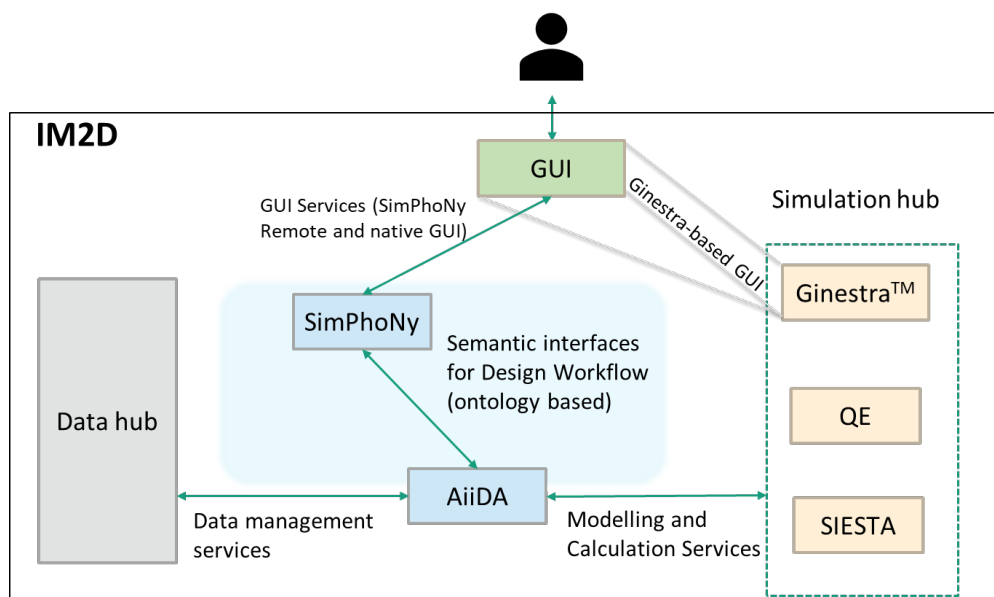 IM2D
GUI
GUI Services (SimPhoNy
Remote and native GUI)
Ginestra-based GUI
Simulation hub
Ginestra™
SimPhoNy
Semantic interfaces
for Design Workflow
(ontology based)
Data hub
QE
AiiDA
SIESTA
Data management
services
Modelling and
Calculation Services